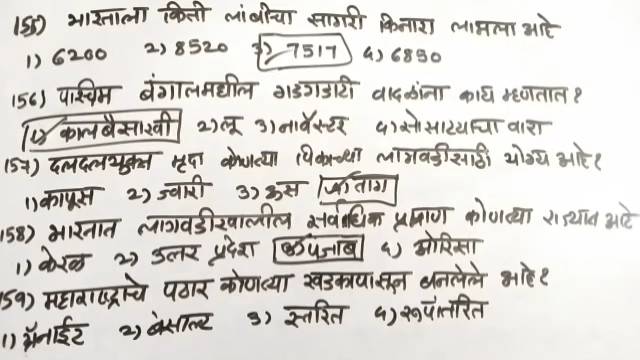 155) भारताला किती लांबीचा सागरी किनारा लाभला आहे
1) 6200 2) 8520 3) 7517 4) 6850
156) पाश्चिम बंगालमधील गडगडाटी वादळांना काय म्हणतात?
1) कालबैसाखी 2) लू 3) नार्वेस्टर 4) सोसाट्याचा वारा
157) दलदलयुक्त मृदा कोणत्या पिकाच्या लागवडीसाठी योग्य आहे?
1) कापूस 2) ज्वारी 3) ऊस 4) ताग
158) भारतात लागवडीखालील सर्वाधिक प्रमाण कोणत्या राज्यात आहे
1) केरळ 2) उत्तर प्रदेश 3) पंजाब 4) ओरिसा
159) महाराष्ट्राचे पठार कोणत्या खडकापासून बनलेले आहे?
1) ग्रॅनाईट 2) बेसाल्ट 3) स्तरित 4) रूपांतरित